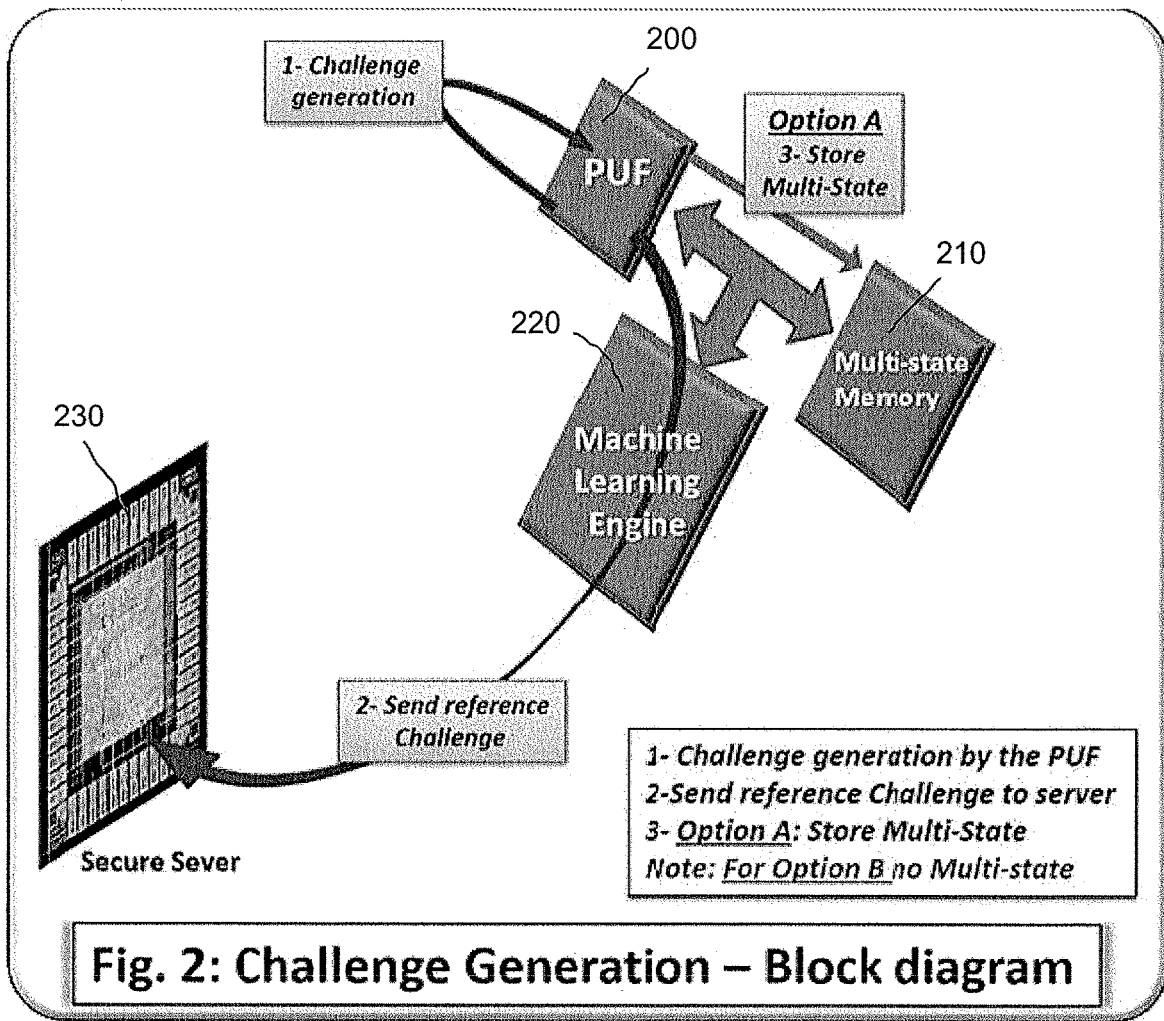 200
1- Challenge
generation
Option A
3- Store
Multi-State
PUF
210
220
Multi-state
Memory
230
Machine
Learning
Engine
2- Send reference
Challenge
1- Challenge generation by the PUF
2-Send reference Challenge to server
3- Option A: Store Multi-State
Note: For Option B no Multi-state
Secure Sever
Fig. 2: Challenge Generation – Block diagram